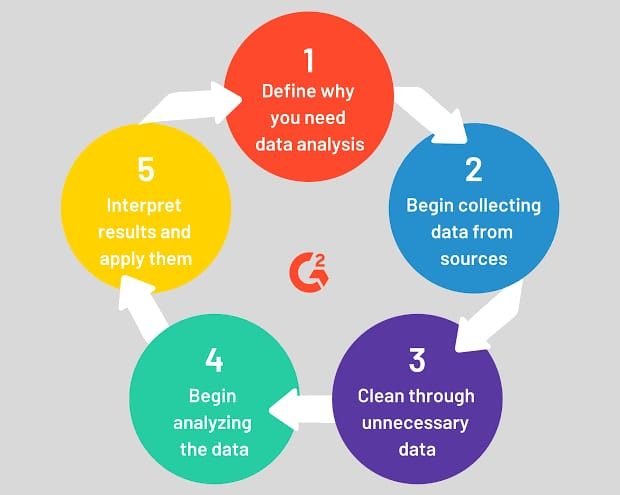 1
Define why
you need
data analysis
2
Begin collecting
data from
sources
3
Clean through
unnecessary
data
4
Begin
analyzing
the data
5
Interpret
results and
apply them
G2